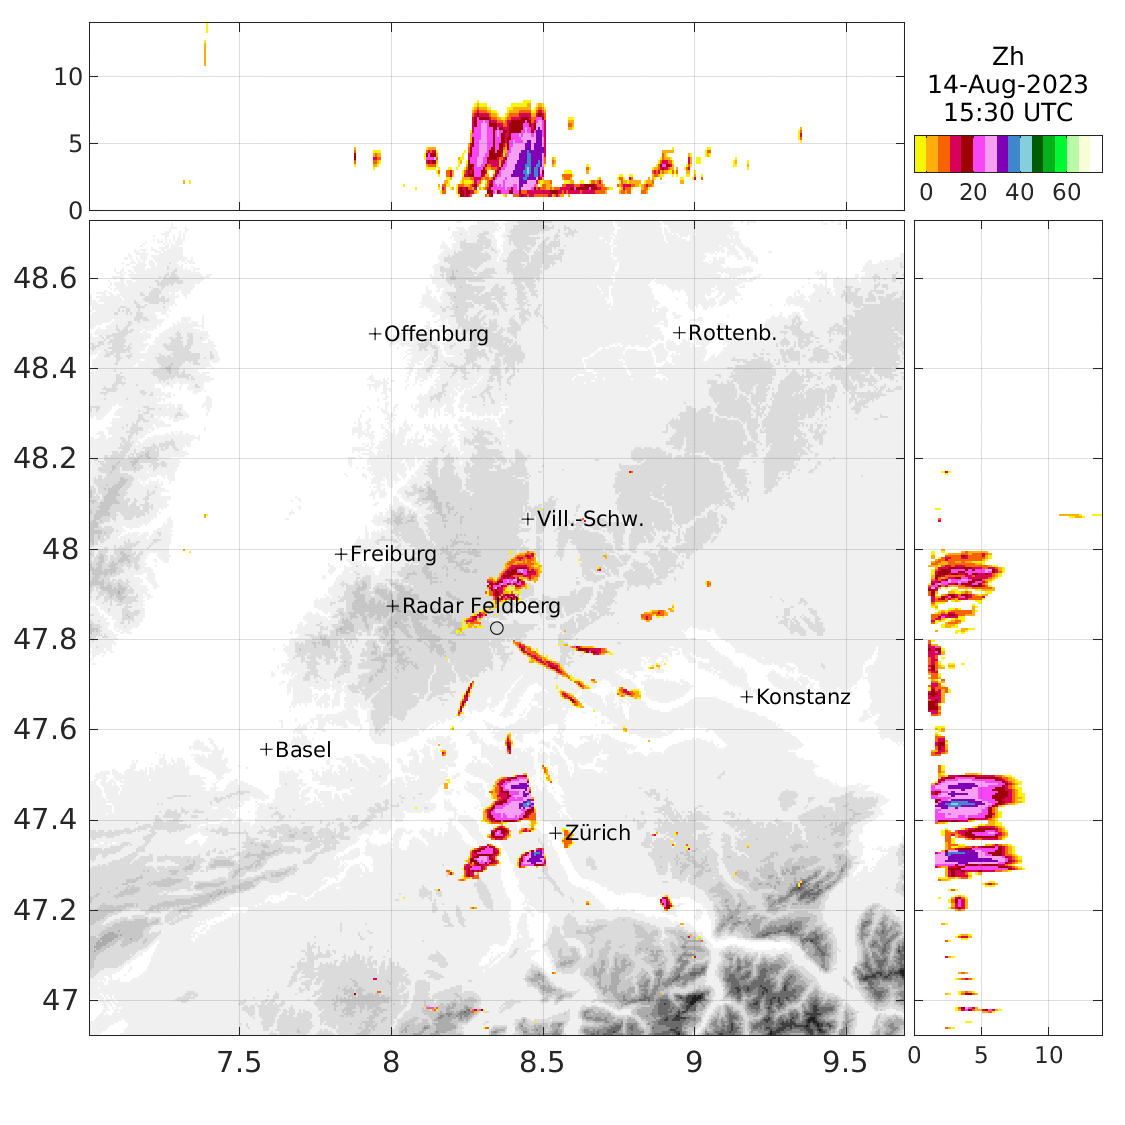 10
5
0
Zh
14-Aug-2023
15:30 UTC
0 20 40 60
48.6
48.4
48.2
48
47.8
47.6
47.4
47.2
47
+Offenburg
+Rottenb.
+Vill.-Schw.
+Freiburg
+Radar Feldberg
+Konstanz
+Basel
+Zürich
7.5 8 8.5 9 9.5
0 5 10